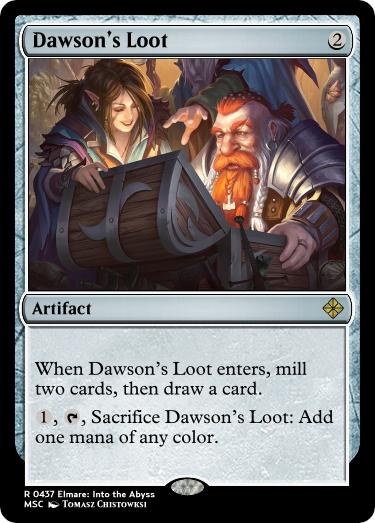 Dawson's Loot 2
Artifact
When Dawson's Loot enters, mill
two cards, then draw a card.
1, T, Sacrifice Dawson's Loot: Add
one mana of any color.
R 0437 Elmare: Into the Abyss
MSC Tomasz Chistowksi